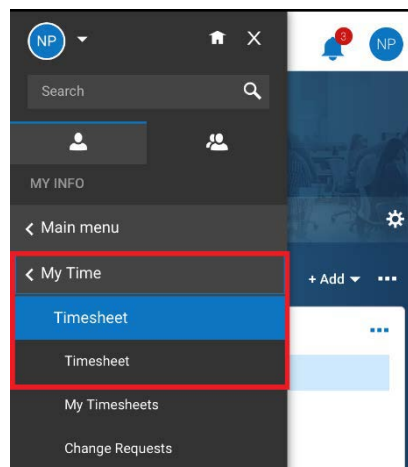 NP
X
3
NP
Search
MY INFO
Main menu
My Time
+ Add
Timesheet
Timesheet
My Timesheets
Change Requests